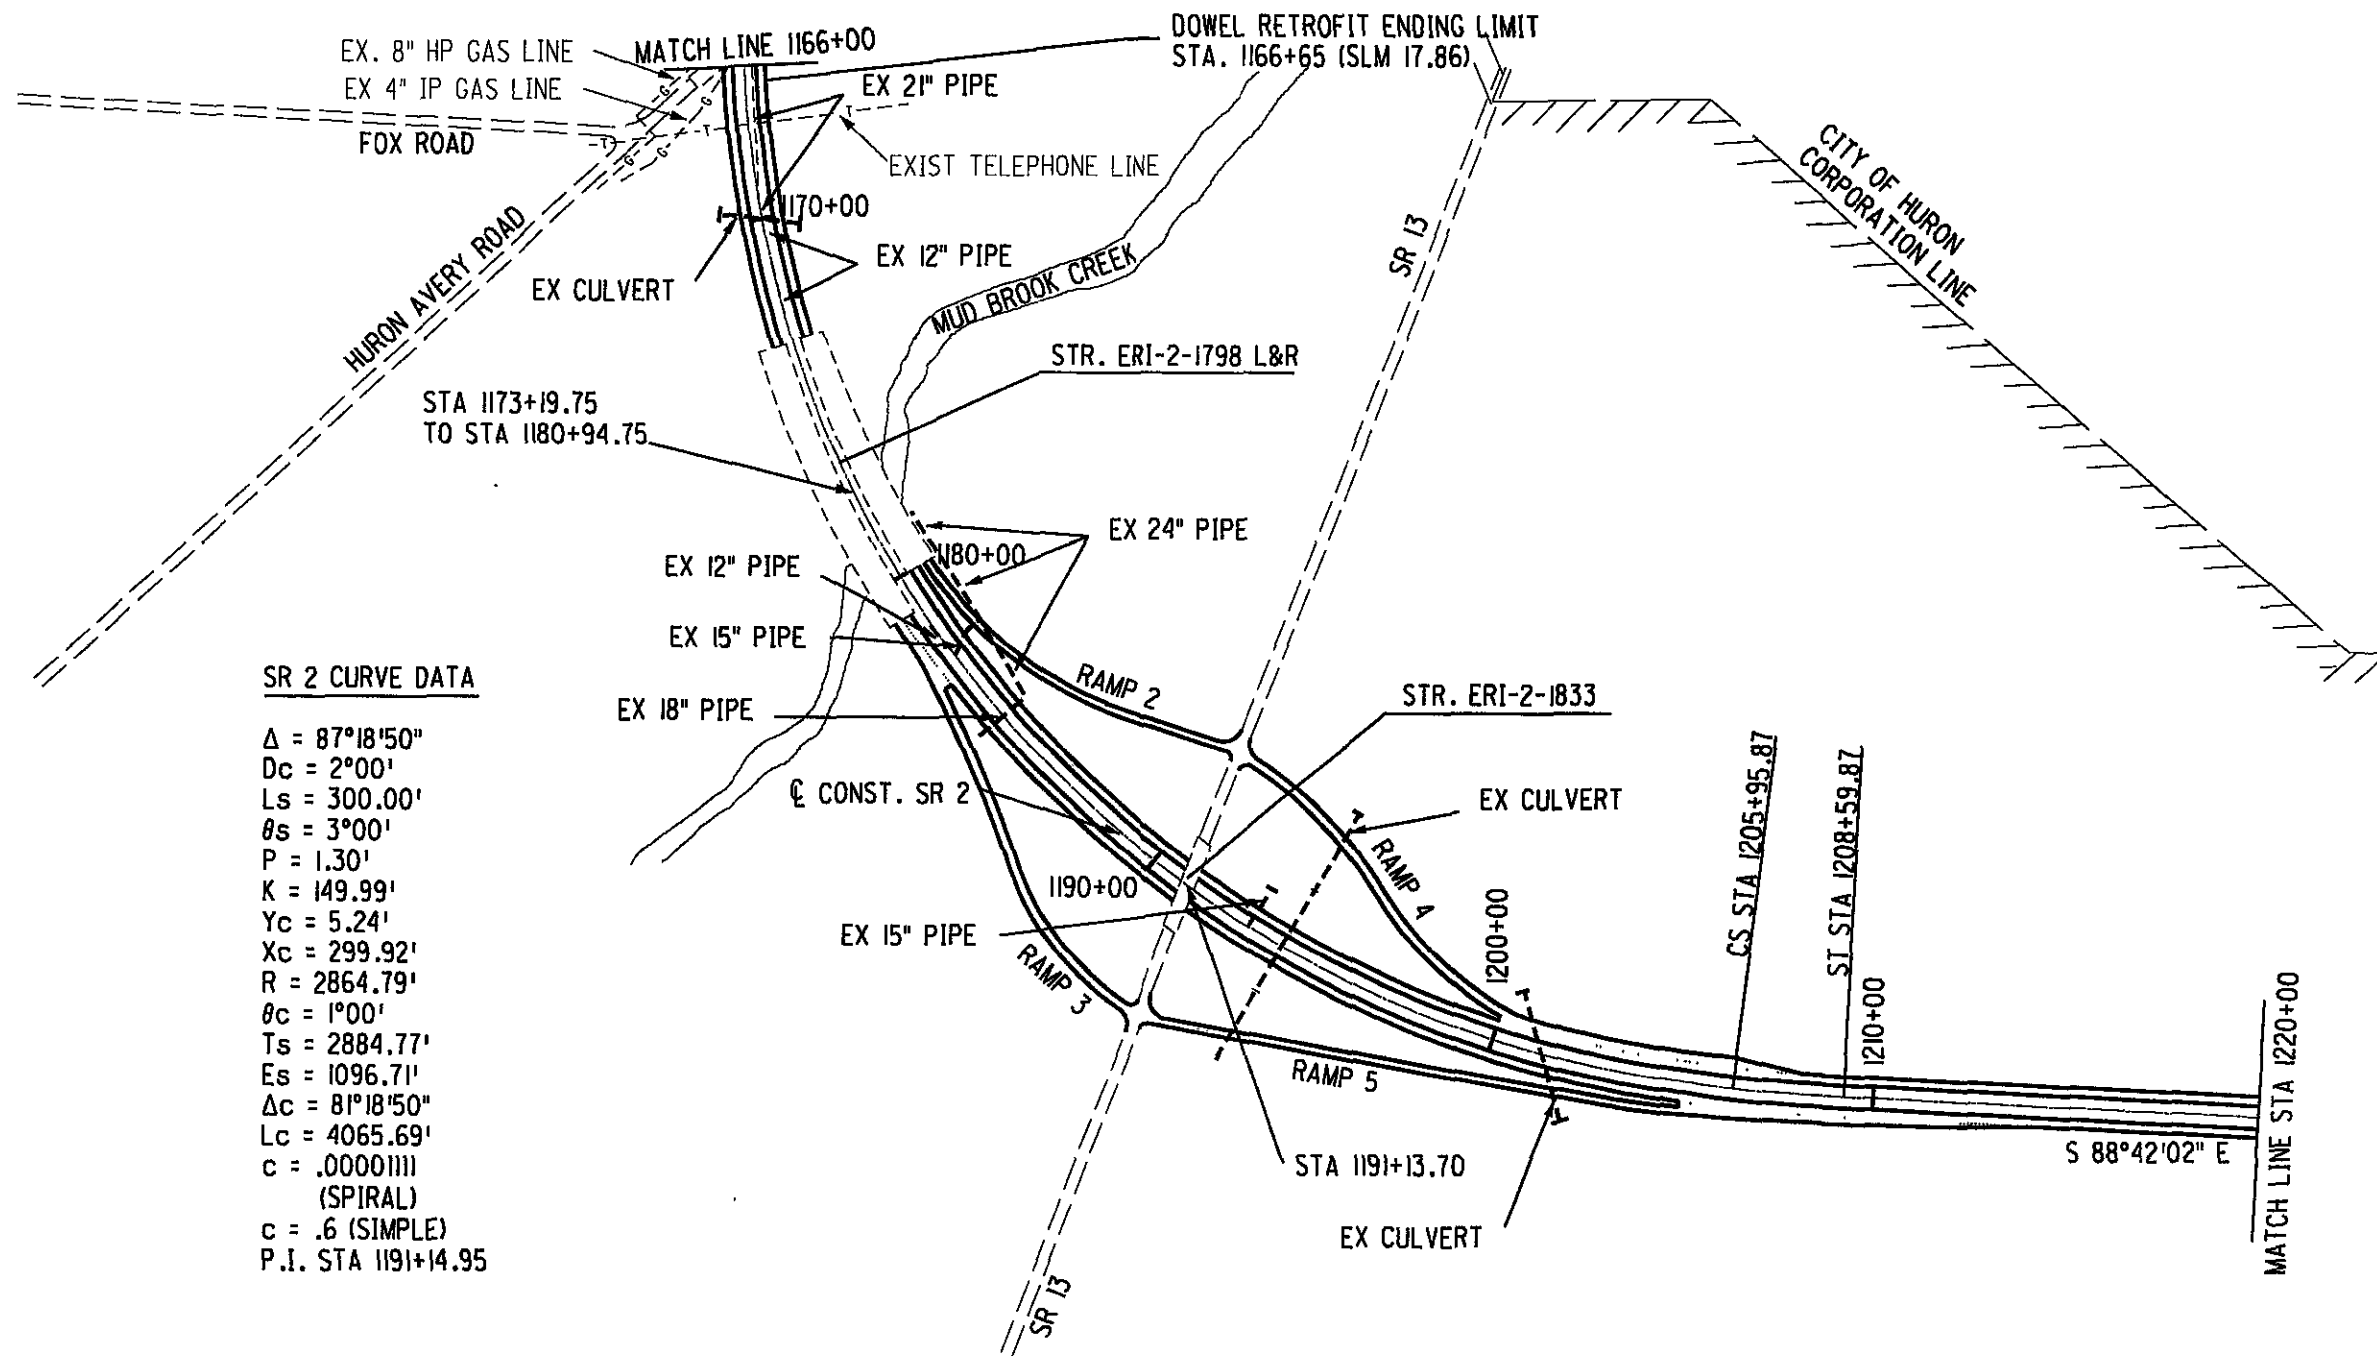 DOWEL RETROFIT ENDING LIMIT
STA. 1166+65 (SLM 17.86)
MATCH LINE 1166+00
EX. 8" HP GAS LINE
EX 4" IP GAS LINE
EX 21" PIPE
FOX ROAD
EXIST TELEPHONE LINE
CITY OF HURON
CORPORATION LINE
1170+00
SR 13
EX 12" PIPE
EX CULVERT
HURON AVERY ROAD
MUD BROOK CREEK
STR. ERI-2-1798 L&R
STA 1173+19.75
TO STA 1180+94.75
EX 24" PIPE
1180+00
EX 12" PIPE
EX 15" PIPE
RAMP 2
EX 18" PIPE
STR. ERI-2-1833
SR 2 CURVE DATA
Δ = 87°18'50"
Dc = 2°00'
Ls = 300.00'
θs = 3°00'
P = 1.30'
K = 149.99'
Yc = 5.24'
Xc = 299.92'
R = 2864.79'
θc = 1°00'
Ts = 2884.77'
Es = 1096.71'
Δc = 81°18'50"
Lc = 4065.69'
c = .00001111
(SPIRAL)
c = .6 (SIMPLE)
P.I. STA 1191+14.95
℄ CONST. SR 2
EX CULVERT
RAMP 4
1190+00
EX 15" PIPE
RAMP 3
1200+00
CS STA 1205+95.87
ST STA 1208+59.87
1210+00
MATCH LINE STA 1220+00
RAMP 5
S 88°42'02" E
STA 1191+13.70
EX CULVERT
SR 13
G
G
G
G
T
T
T